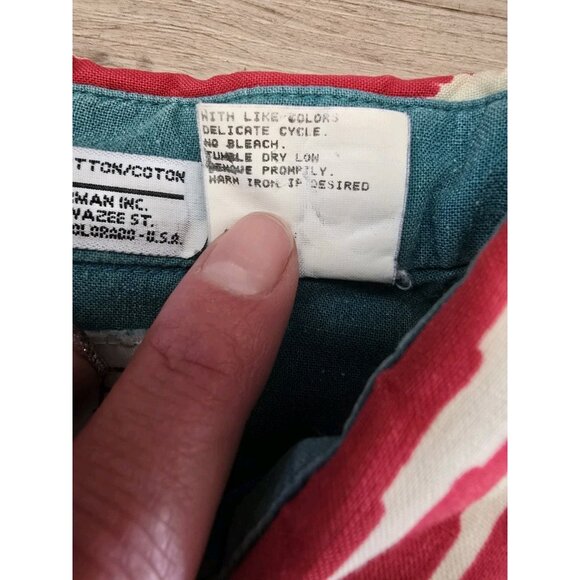 WITH LIKE COLORS
DELICATE CYCLE.
NO BLEACH.
TUMBLE DRY LOW
REMOVE PROMPTLY.
WARM IRON IF DESIRED
TTON/COTON
RMAN INC.
WAZEE ST.
COLORADO - U.S.A.